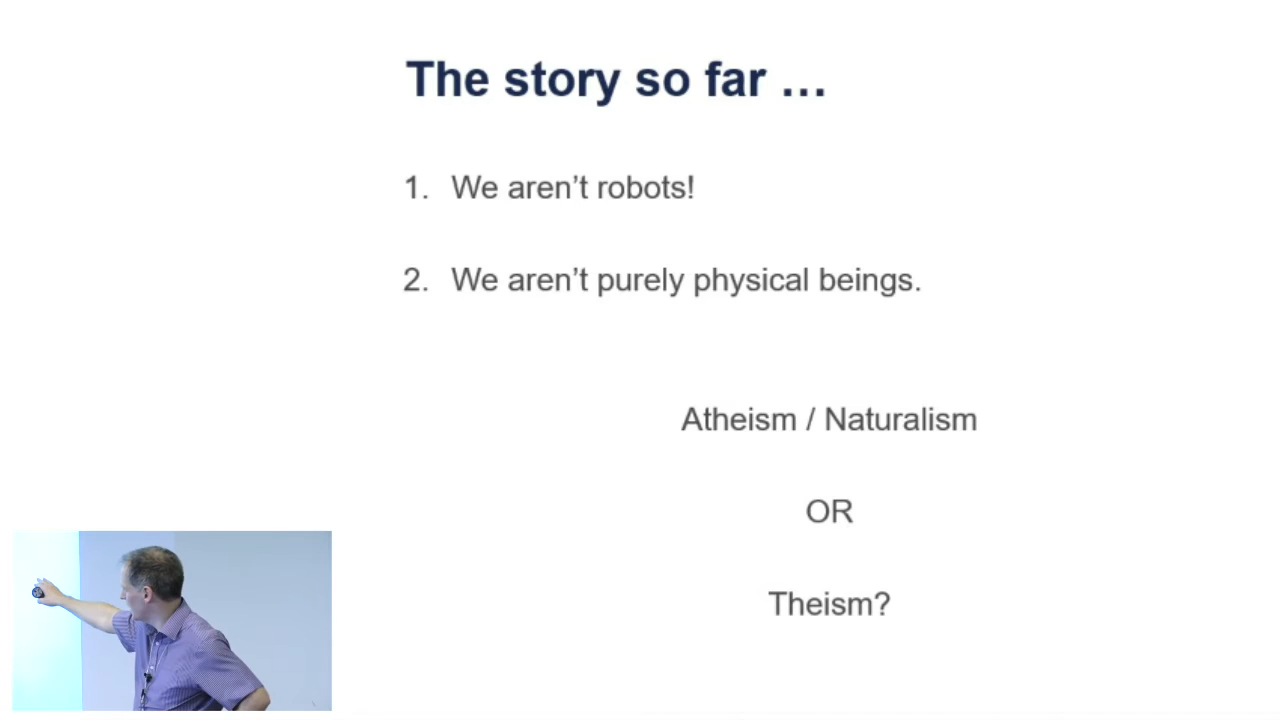 The story so far …
1. We aren’t robots!
2. We aren’t purely physical beings.
Atheism / Naturalism
OR
Theism?